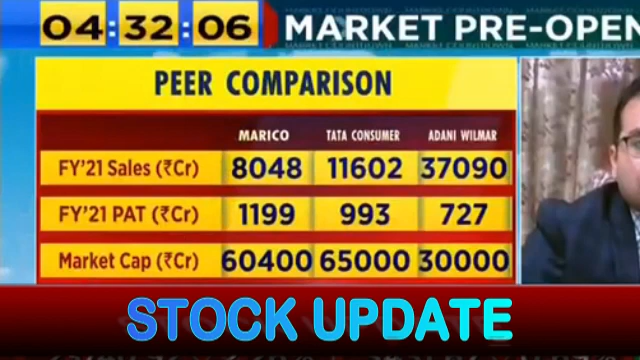 04:32:06 MARKET PRE-OPEN
PEER COMPARISON
MARICO TATA CONSUMER ADANI WILMAR
FY'21 Sales (₹Cr) 8048 11602 37090
FY'21 PAT (₹Cr) 1199 993 727
Market Cap (₹Cr) 60400 65000 30000
STOCK UPDATE